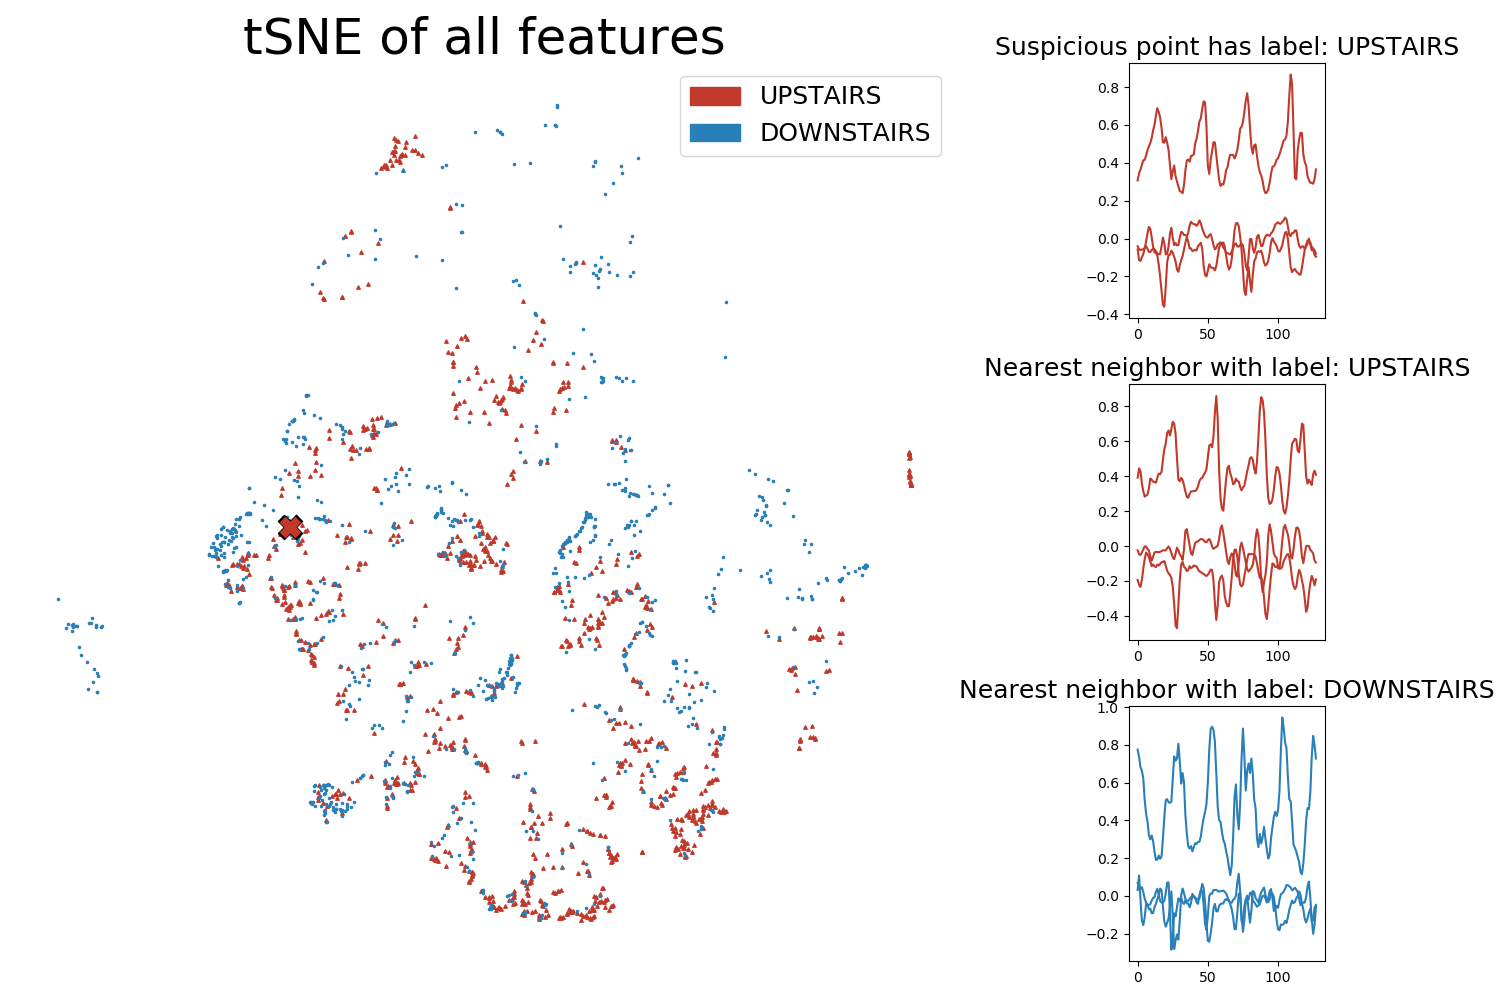 tSNE of all features
UPSTAIRS
DOWNSTAIRS
Suspicious point has label: UPSTAIRS
0.8
0.6
0.4
0.2
0.0
−0.2
−0.4
0 50 100
Nearest neighbor with label: UPSTAIRS
0.8
0.6
0.4
0.2
0.0
−0.2
−0.4
0 50 100
Nearest neighbor with label: DOWNSTAIRS
1.0
0.8
0.6
0.4
0.2
0.0
−0.2
0 50 100